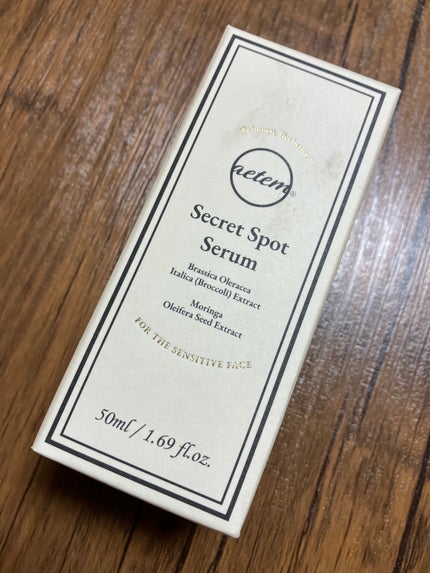 aetem®
Secret Spot
Serum
Brassica Oleracea
Italica (Broccoli) Extract
Moringa
Oleifera Seed Extract
FOR THE SENSITIVE FACE
50ml / 1.69 fl.oz.